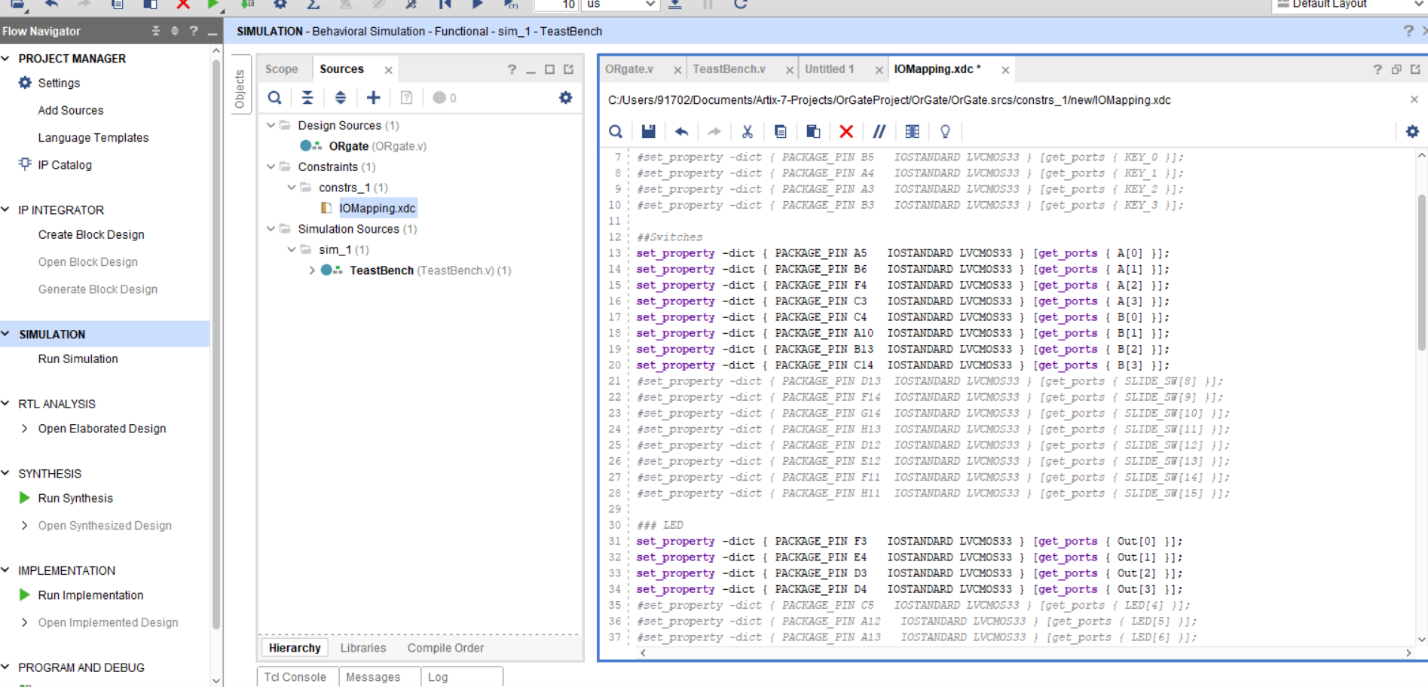 10 us
Default Layout
Flow Navigator
PROJECT MANAGER
Settings
Add Sources
Language Templates
IP Catalog
IP INTEGRATOR
Create Block Design
Open Block Design
Generate Block Design
SIMULATION
Run Simulation
RTL ANALYSIS
Open Elaborated Design
SYNTHESIS
Run Synthesis
Open Synthesized Design
IMPLEMENTATION
Run Implementation
Open Implemented Design
PROGRAM AND DEBUG
SIMULATION - Behavioral Simulation - Functional - sim_1 - TeastBench
Objects
Scope Sources
0
Design Sources (1)
ORgate (ORgate.v)
Constraints (1)
constrs_1 (1)
IOMapping.xdc
Simulation Sources (1)
sim_1 (1)
TeastBench (TeastBench.v) (1)
Hierarchy Libraries Compile Order
Tcl Console Messages Log
ORgate.v TeastBench.v Untitled 1 IOMapping.xdc *
C:/Users/91702/Documents/Artix-7-Projects/OrGateProject/OrGate/OrGate.srcs/constrs_1/new/IOMapping.xdc
7 #set_property -dict { PACKAGE_PIN B5 IOSTANDARD LVCMOS33 } [get_ports { KEY_0 }];
8 #set_property -dict { PACKAGE_PIN A4 IOSTANDARD LVCMOS33 } [get_ports { KEY_1 }];
9 #set_property -dict { PACKAGE_PIN A3 IOSTANDARD LVCMOS33 } [get_ports { KEY_2 }];
10 #set_property -dict { PACKAGE_PIN B3 IOSTANDARD LVCMOS33 } [get_ports { KEY_3 }];
11
12 ##Switches
13 set_property -dict { PACKAGE_PIN A5 IOSTANDARD LVCMOS33 } [get_ports { A[0] }];
14 set_property -dict { PACKAGE_PIN B6 IOSTANDARD LVCMOS33 } [get_ports { A[1] }];
15 set_property -dict { PACKAGE_PIN F4 IOSTANDARD LVCMOS33 } [get_ports { A[2] }];
16 set_property -dict { PACKAGE_PIN C3 IOSTANDARD LVCMOS33 } [get_ports { A[3] }];
17 set_property -dict { PACKAGE_PIN C4 IOSTANDARD LVCMOS33 } [get_ports { B[0] }];
18 set_property -dict { PACKAGE_PIN A10 IOSTANDARD LVCMOS33 } [get_ports { B[1] }];
19 set_property -dict { PACKAGE_PIN B13 IOSTANDARD LVCMOS33 } [get_ports { B[2] }];
20 set_property -dict { PACKAGE_PIN C14 IOSTANDARD LVCMOS33 } [get_ports { B[3] }];
21 #set_property -dict { PACKAGE_PIN D13 IOSTANDARD LVCMOS33 } [get_ports { SLIDE_SW[8] }];
22 #set_property -dict { PACKAGE_PIN F14 IOSTANDARD LVCMOS33 } [get_ports { SLIDE_SW[9] }];
23 #set_property -dict { PACKAGE_PIN G14 IOSTANDARD LVCMOS33 } [get_ports { SLIDE_SW[10] }];
24 #set_property -dict { PACKAGE_PIN H13 IOSTANDARD LVCMOS33 } [get_ports { SLIDE_SW[11] }];
25 #set_property -dict { PACKAGE_PIN D12 IOSTANDARD LVCMOS33 } [get_ports { SLIDE_SW[12] }];
26 #set_property -dict { PACKAGE_PIN E12 IOSTANDARD LVCMOS33 } [get_ports { SLIDE_SW[13] }];
27 #set_property -dict { PACKAGE_PIN F11 IOSTANDARD LVCMOS33 } [get_ports { SLIDE_SW[14] }];
28 #set_property -dict { PACKAGE_PIN H11 IOSTANDARD LVCMOS33 } [get_ports { SLIDE_SW[15] }];
29
30 ### LED
31 set_property -dict { PACKAGE_PIN F3 IOSTANDARD LVCMOS33 } [get_ports { Out[0] }];
32 set_property -dict { PACKAGE_PIN E4 IOSTANDARD LVCMOS33 } [get_ports { Out[1] }];
33 set_property -dict { PACKAGE_PIN D3 IOSTANDARD LVCMOS33 } [get_ports { Out[2] }];
34 set_property -dict { PACKAGE_PIN D4 IOSTANDARD LVCMOS33 } [get_ports { Out[3] }];
35 #set_property -dict { PACKAGE_PIN C5 IOSTANDARD LVCMOS33 } [get_ports { LED[4] }];
36 #set_property -dict { PACKAGE_PIN A12 IOSTANDARD LVCMOS33 } [get_ports { LED[5] }];
37 #set_property -dict { PACKAGE_PIN A13 IOSTANDARD LVCMOS33 } [get_ports { LED[6] }];